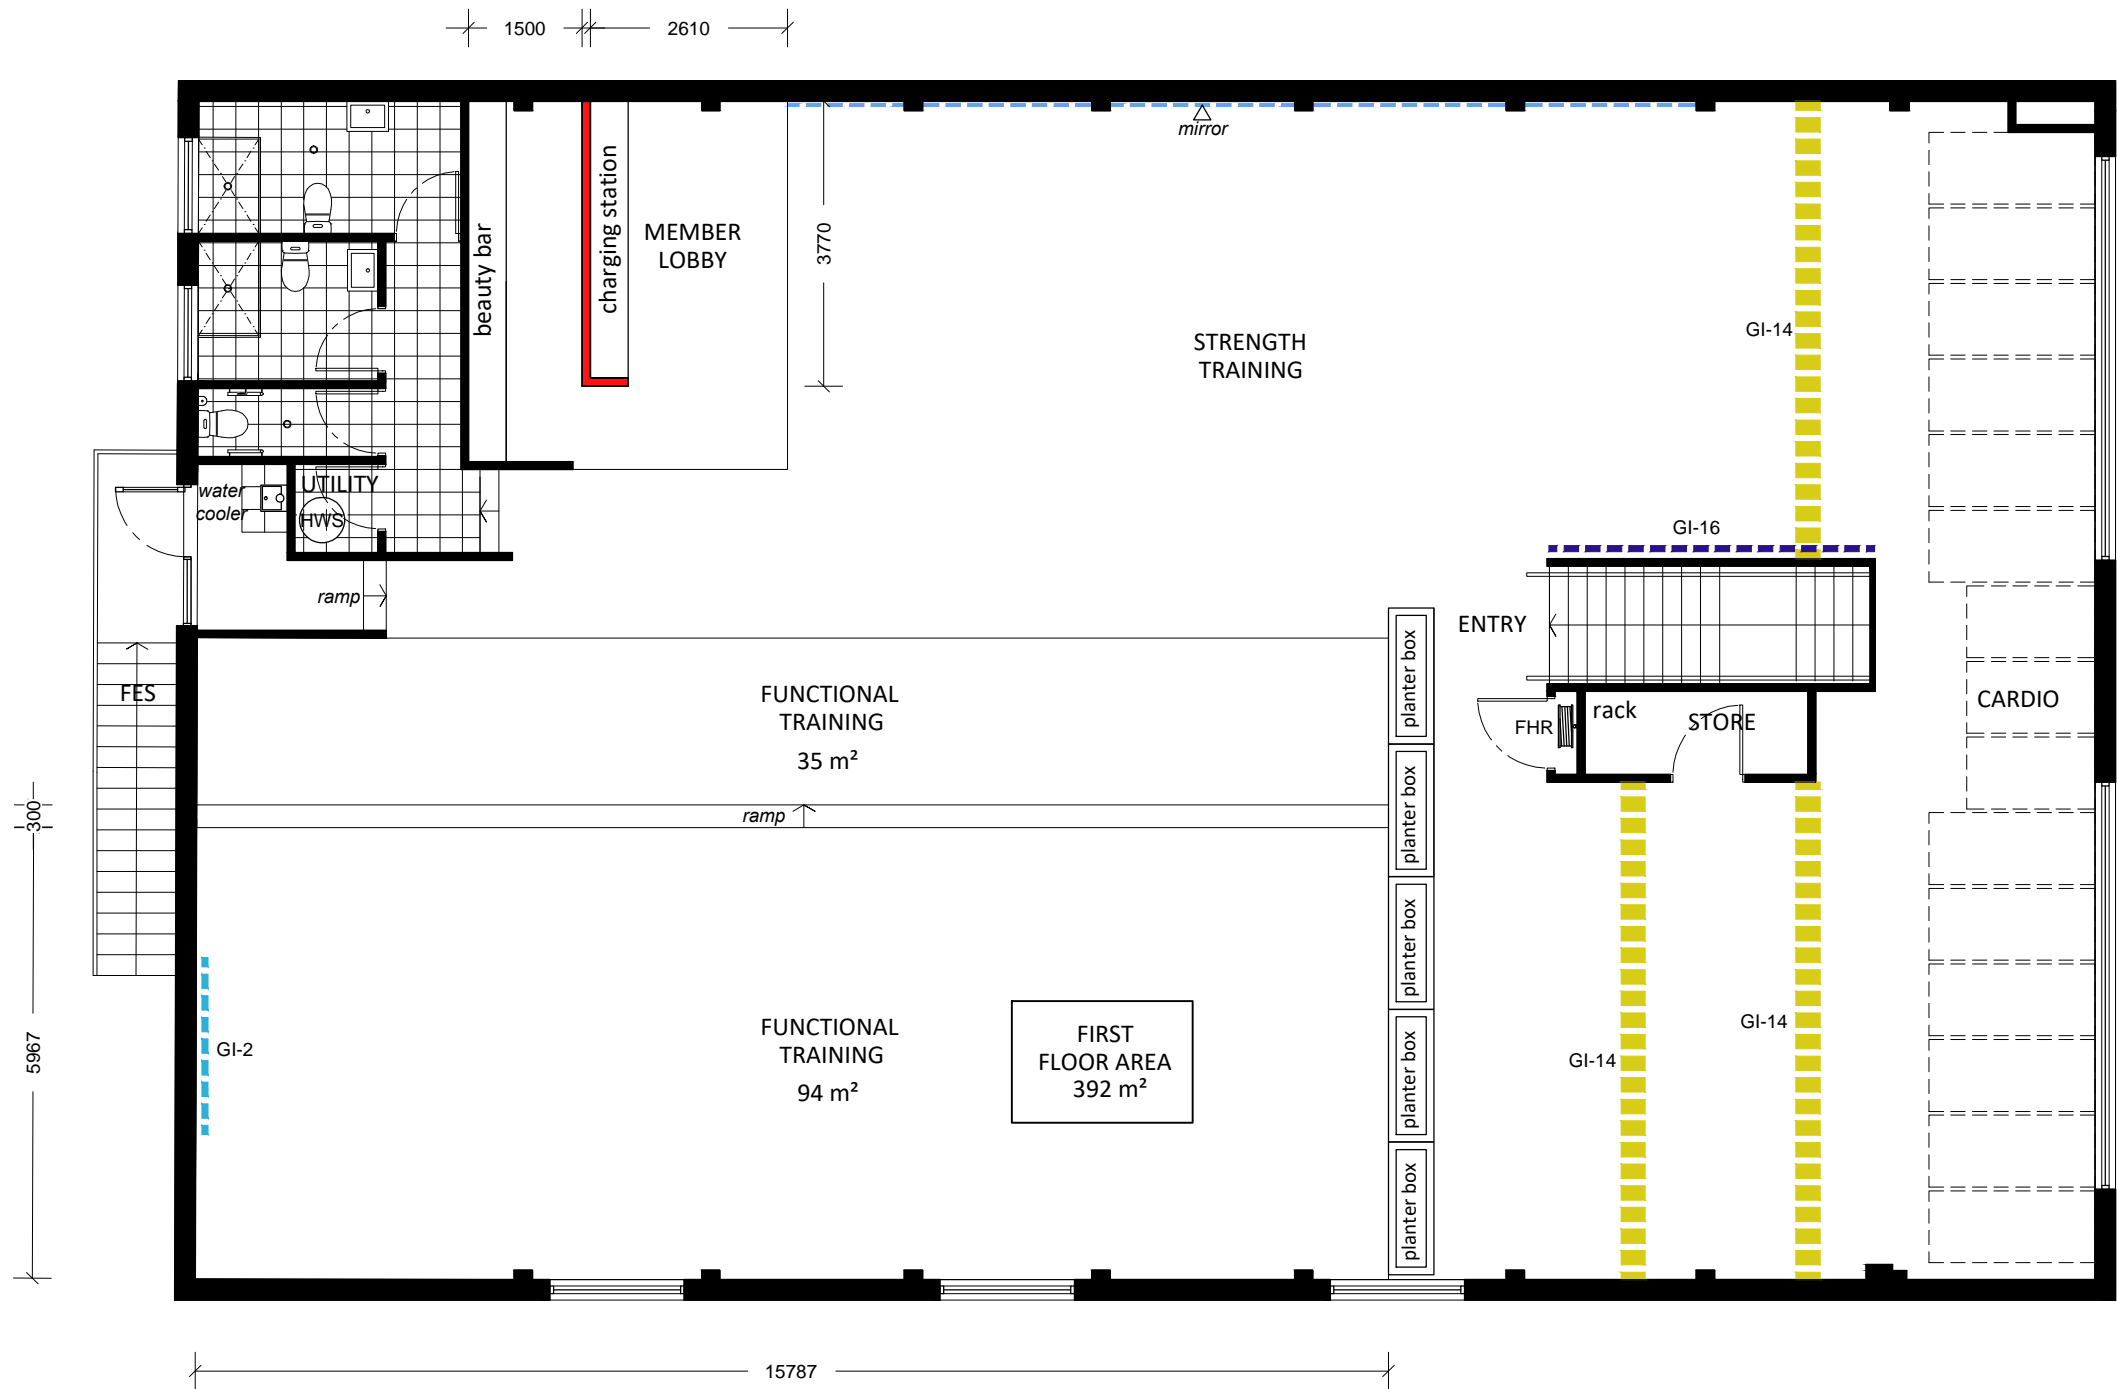 1500
2610
mirror
charging station
MEMBER
LOBBY
3770
beauty bar
STRENGTH
TRAINING
GI-14
water
cooler
UTILITY
HWS
GI-16
ramp
ENTRY
planter box
FES
FUNCTIONAL
TRAINING
35 m²
rack
STORE
FHR
CARDIO
300
ramp
planter box
planter box
5967
GI-2
FUNCTIONAL
TRAINING
94 m²
FIRST
FLOOR AREA
392 m²
GI-14
GI-14
planter box
planter box
15787